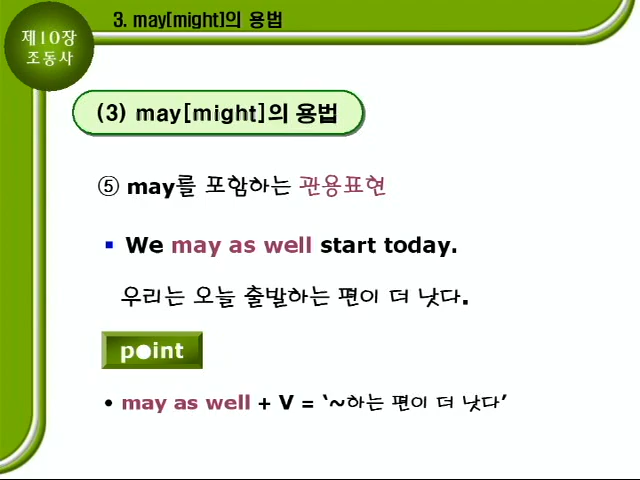 3. may[might]의 용법
제10장
조동사
(3) may[might]의 용법
⑤ may를 포함하는 관용표현
▪ We may as well start today.
우리는 오늘 출발하는 편이 더 낫다.
point
• may as well + V = ‘~하는 편이 더 낫다’